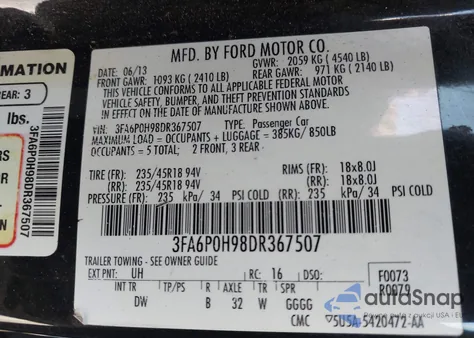 MFD. BY FORD MOTOR CO.
DATE: 06/13 GVWR: 2059 KG (4540 LB)
FRONT GAWR: 1093 KG (2410 LB) REAR GAWR: 971 KG (2140 LB)
THIS VEHICLE CONFORMS TO ALL APPLICABLE FEDERAL MOTOR
VEHICLE SAFETY, BUMPER, AND THEFT PREVENTION STANDARDS
IN EFFECT ON THE DATE OF MANUFACTURE SHOWN ABOVE.
VIN: 3FA6P0H98DR367507 TYPE: Passenger Car
MAXIMUM LOAD = OCCUPANTS + LUGGAGE = 385KG/ 850LB
OCCUPANTS = 5 TOTAL: 2 FRONT, 3 REAR
TIRE (FR): 235/45R18 94V RIMS (FR): 18x8.0J
(RR): 235/45R18 94V (RR): 18x8.0J
PRESSURE (FR): 235 kPa/ 34 PSI COLD (RR): 235 kPa/ 34 PSI COLD
3FA6P0H98DR367507
TRAILER TOWING - SEE OWNER GUIDE
EXT PNT: UH RC: 16 DSO: F0073
R0079
INT TR TP/PS R AXLE TR SPR
DW B 32 W GGGG
CMC 5U5A-5420472-AA
RMATION
REAR: 3
lbs.
3FA6P0H98DR367507
autoSnap